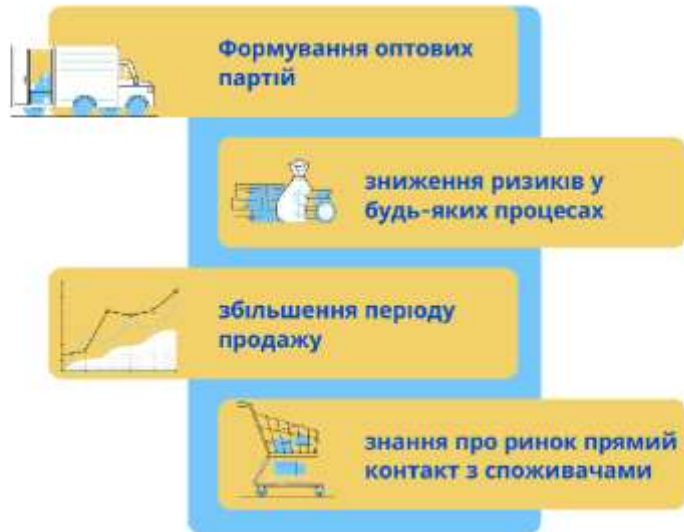 Формування оптових
партій
зниження ризиків у
будь-яких процесах
збільшення періоду
продажу
знання про ринок прямий
контакт з споживачами